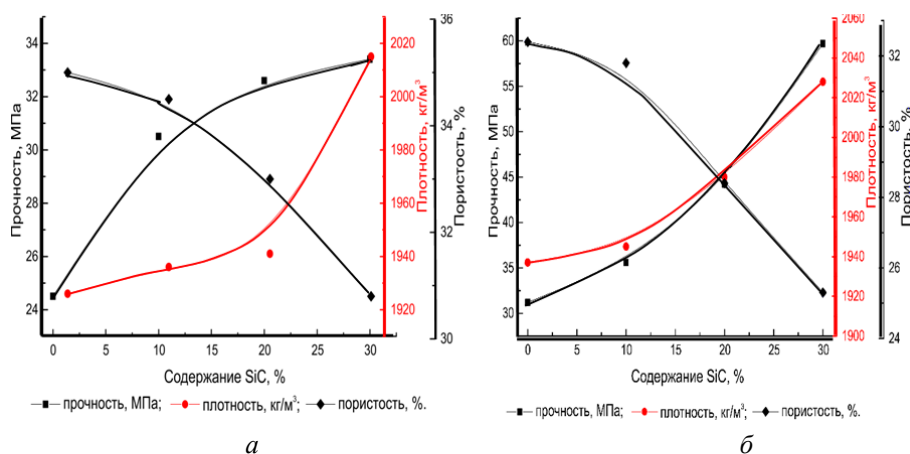 Прочность, МПа
34
32
30
28
26
24
0 5 10 15 20 25 30
Содержание SiC, %
2020
2000
1980
1960
1940
1920
Плотность, кг/м³
36
34
32
30
Пористость, %
прочность, МПа; плотность, кг/м³; пористость, %.
а
Прочность, МПа
60
55
50
45
40
35
30
0 5 10 15 20 25 30
Содержание SiC, %
2060
2040
2020
2000
1980
1960
1940
1920
1900
Плотность, кг/м³
32
30
28
26
24
Пористость, %
прочность, МПа; плотность, кг/м³; пористость, %.
б